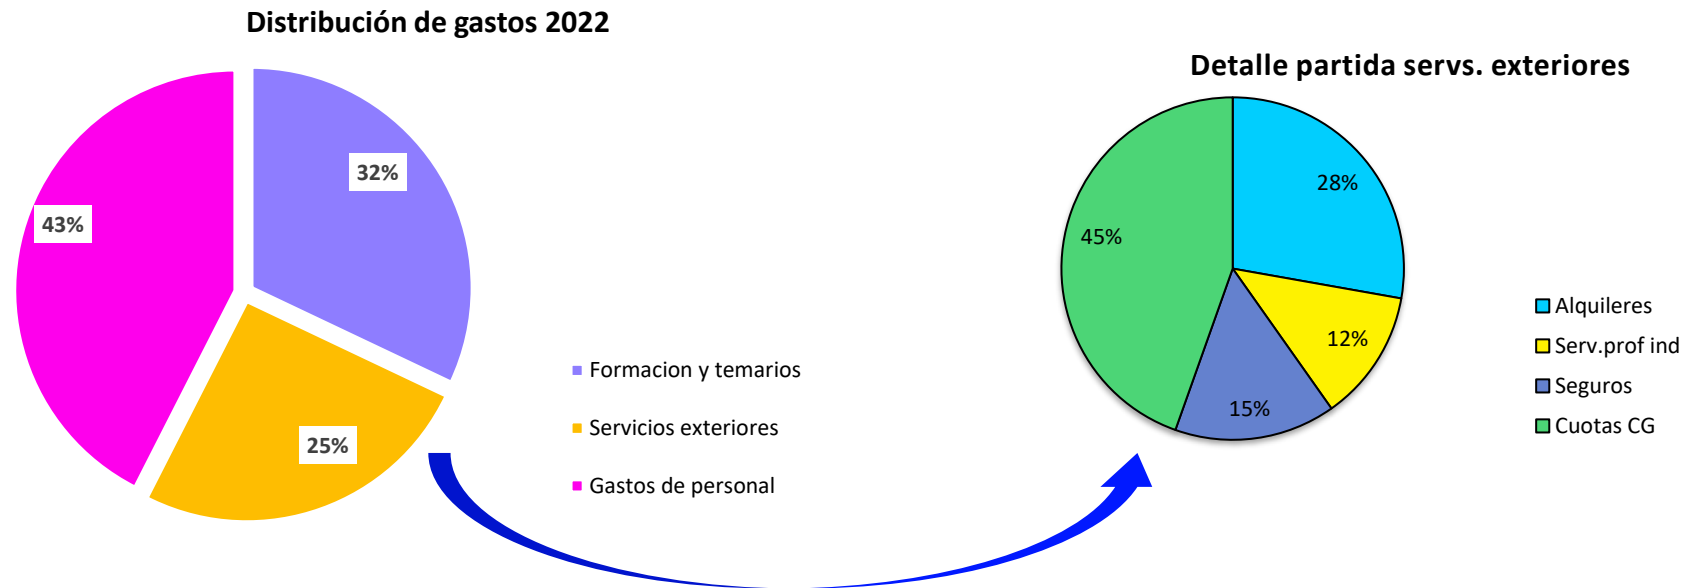 Distribución de gastos 2022
32%
43%
25%
Formacion y temarios
Servicios exteriores
Gastos de personal
Detalle partida servs. exteriores
28%
45%
12%
15%
Alquileres
Serv.prof ind
Seguros
Cuotas CG